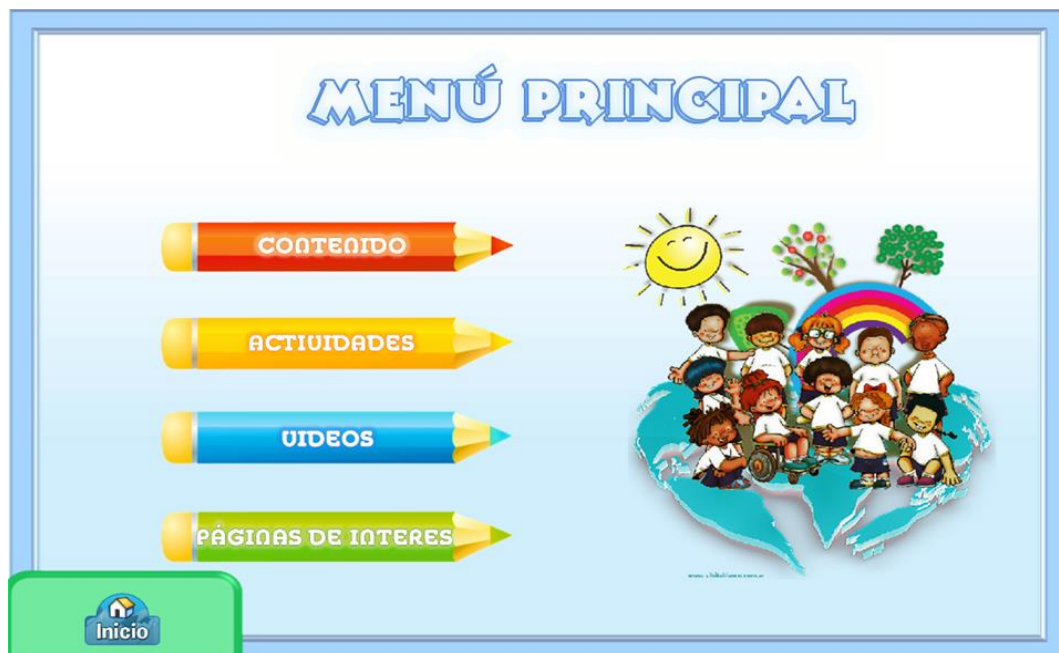 MENÚ PRINCIPAL
CONTENIDO
ACTIVIDADES
VIDEOS
PÁGINAS DE INTERES
Inicio